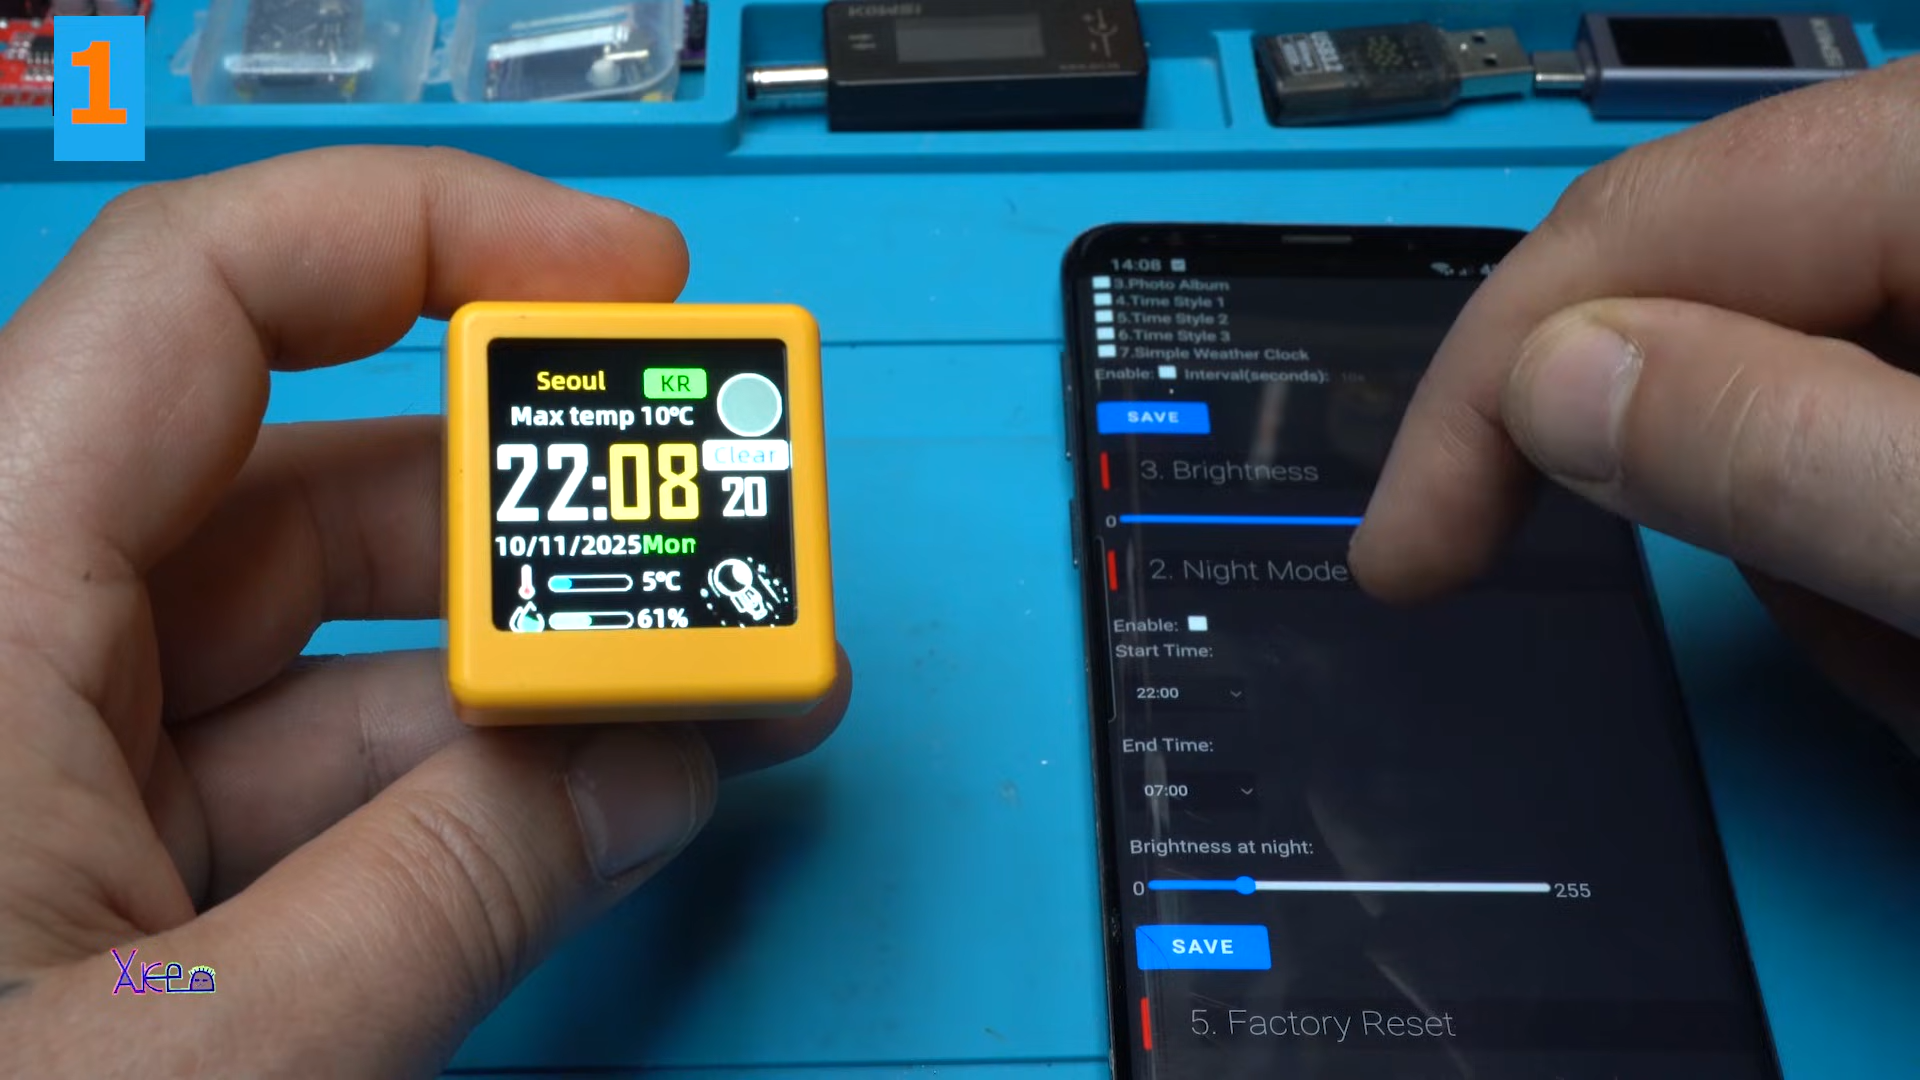 1
KOWSI
Seoul
KR
Max temp 10℃
Clear
22:08
20
10/11/2025Mon
5℃
61%
14:08
3.Photo Album
4.Time Style 1
5.Time Style 2
6.Time Style 3
7.Simple Weather Clock
Enable: Interval(seconds):
SAVE
3. Brightness
0
2. Night Mode
Enable:
Start Time:
22:00
End Time:
07:00
Brightness at night:
0 255
SAVE
5. Factory Reset